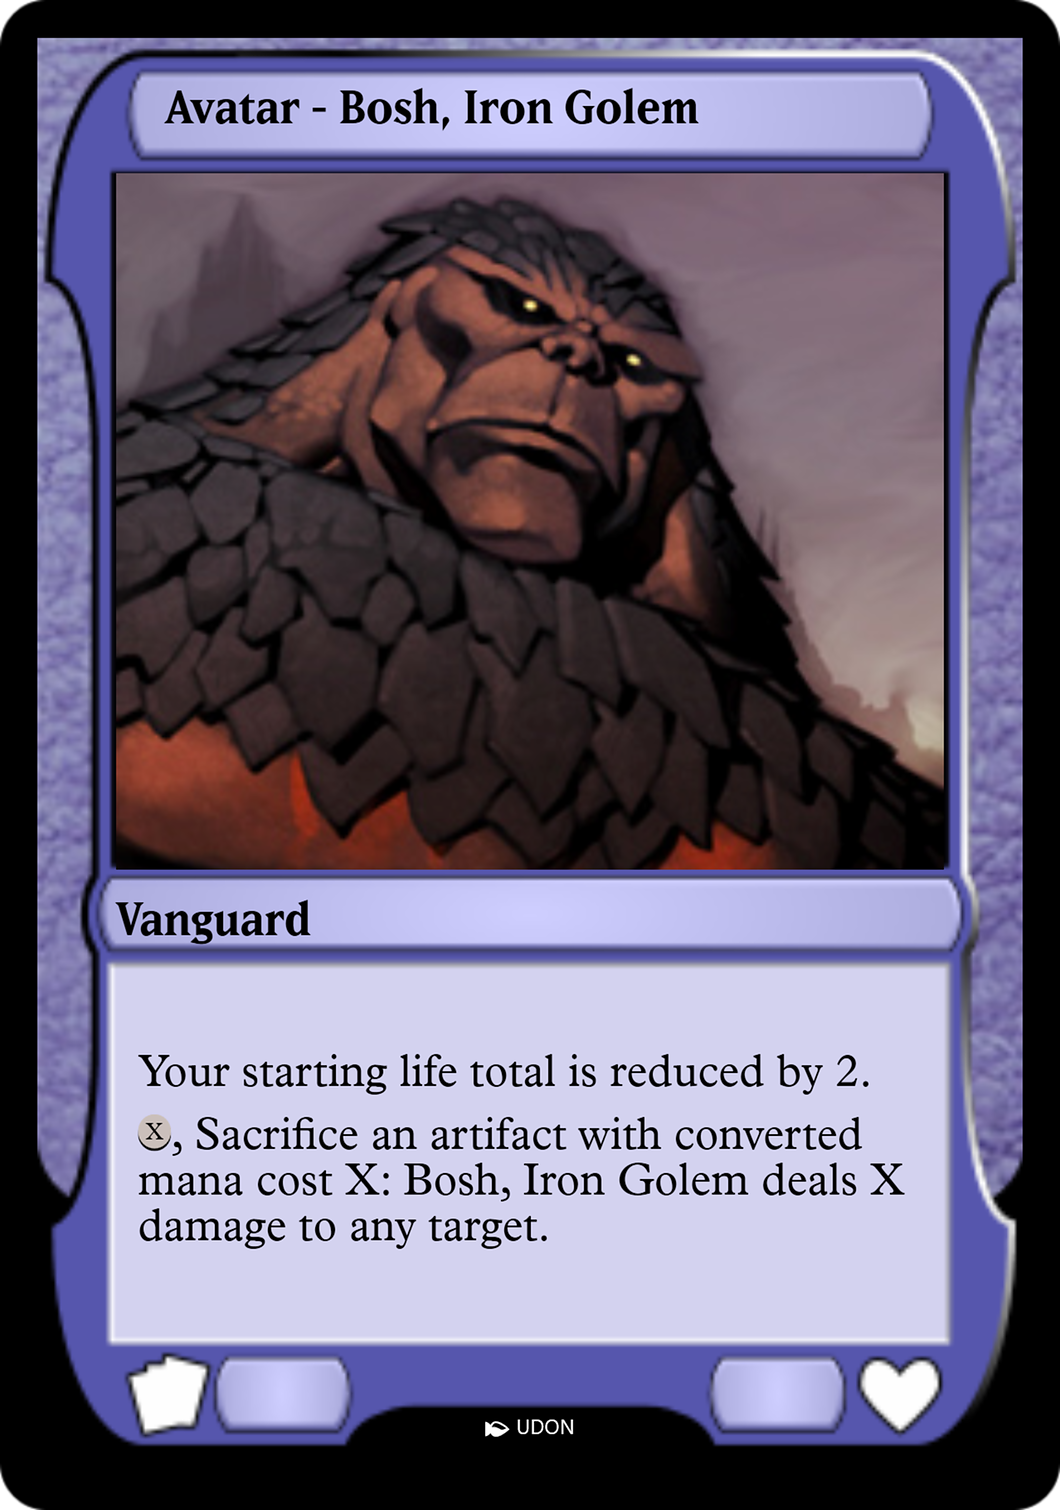 Avatar - Bosh, Iron Golem
Vanguard
Your starting life total is reduced by 2.
X, Sacrifice an artifact with converted
mana cost X: Bosh, Iron Golem deals X
damage to any target.
UDON